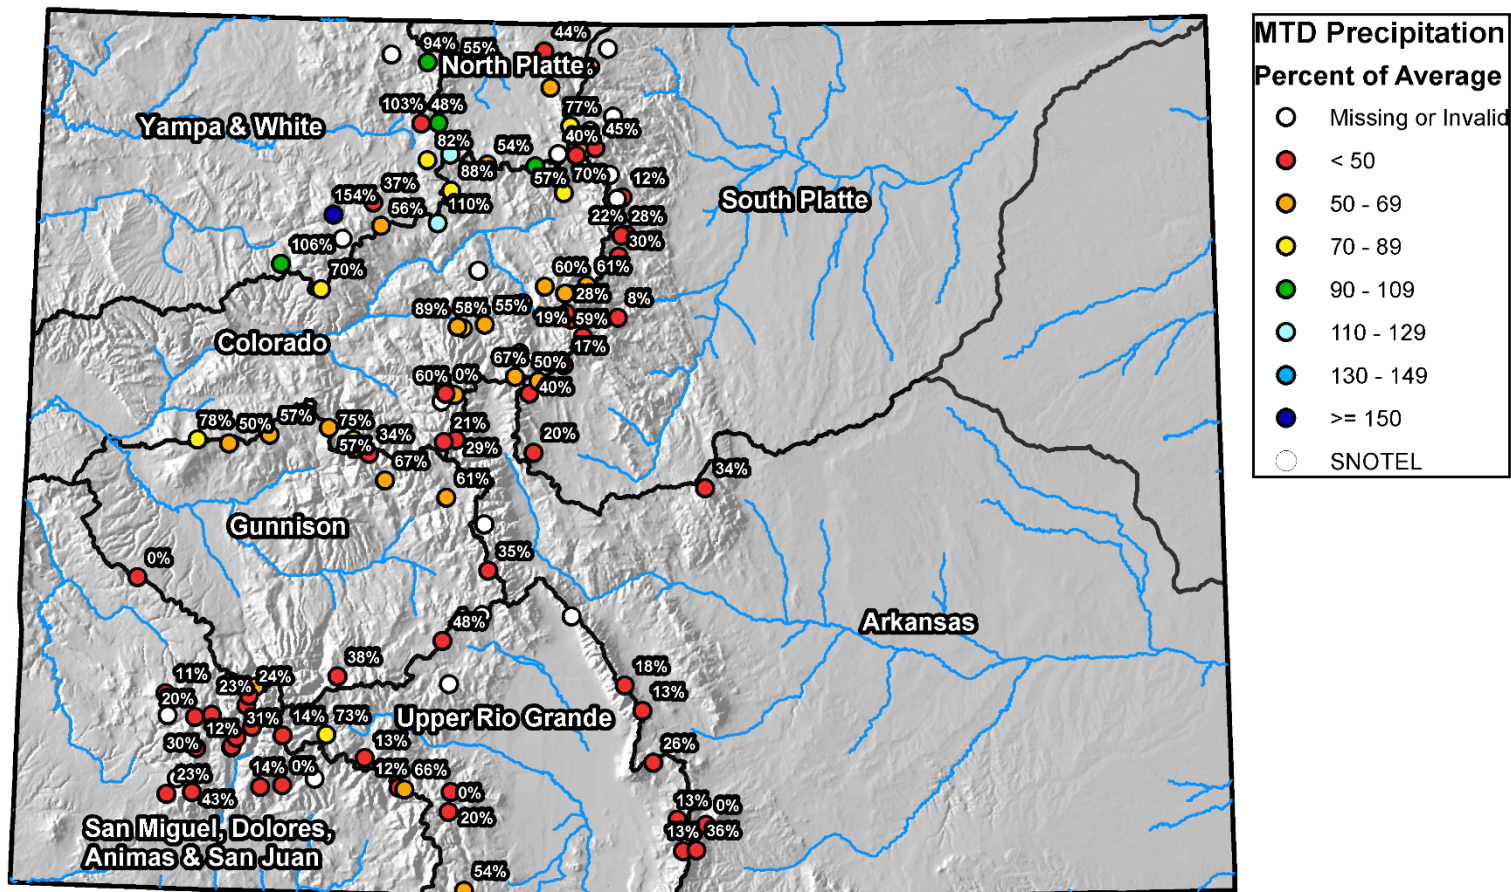 MTD Precipitation
Percent of Average
Missing or Invalid
< 50
50 - 69
70 - 89
90 - 109
110 - 129
130 - 149
>= 150
SNOTEL
44%
94% 55%
North Platte
103% 48%
77%
Yampa & White
45%
40%
82%
54%
88%
57% 70%
12%
37%
154%
South Platte
56% 110%
22% 28%
30%
106%
70%
60% 61%
28%
8%
89% 58% 55%
19% 59%
Colorado
17%
67% 50%
60% 0%
40%
78% 50% 57% 75%
21%
34%
57%
29%
20%
67%
61%
34%
Gunnison
0%
35%
48%
Arkansas
38%
11%
24%
23%
18%
20%
13%
12% 31% 14% 73%
Upper Rio Grande
30%
13%
26%
14% 0%
12% 66%
23%
43%
0%
20%
13% 0%
13% 36%
San Miguel, Dolores,
Animas & San Juan
54%